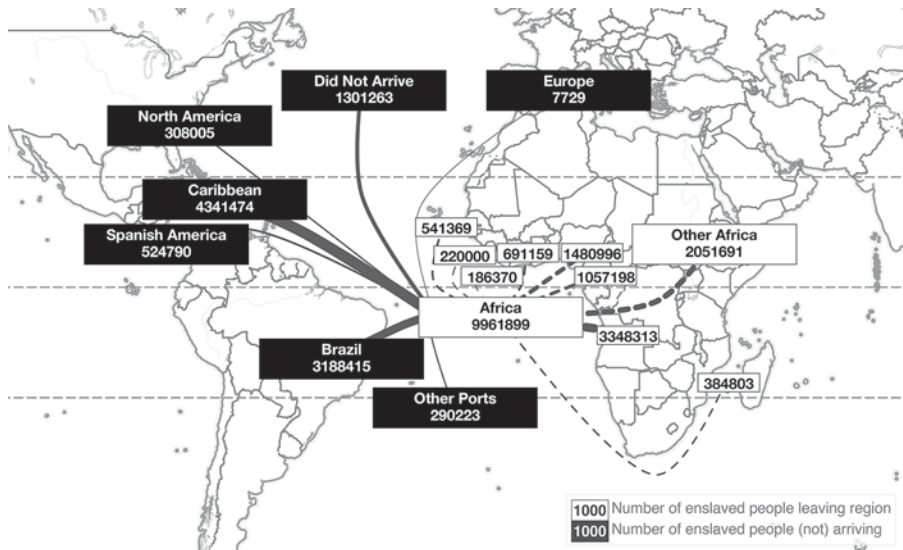 Did Not Arrive
1301263
Europe
7729
North America
308005
Caribbean
4341474
Spanish America
524790
541369
220000
691159
1480996
186370
1057198
Other Africa
2051691
Africa
9961899
3348313
Brazil
3188415
384803
Other Ports
290223
1000 Number of enslaved people leaving region
1000 Number of enslaved people (not) arriving